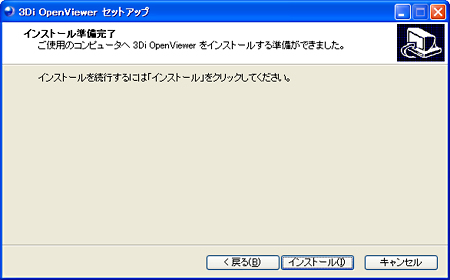 3Di OpenViewer セットアップ
インストール準備完了
ご使用のコンピュータへ 3Di OpenViewer をインストールする準備ができました。
インストールを続行するには「インストール」をクリックしてください。
< 戻る(B) インストール(I) キャンセル